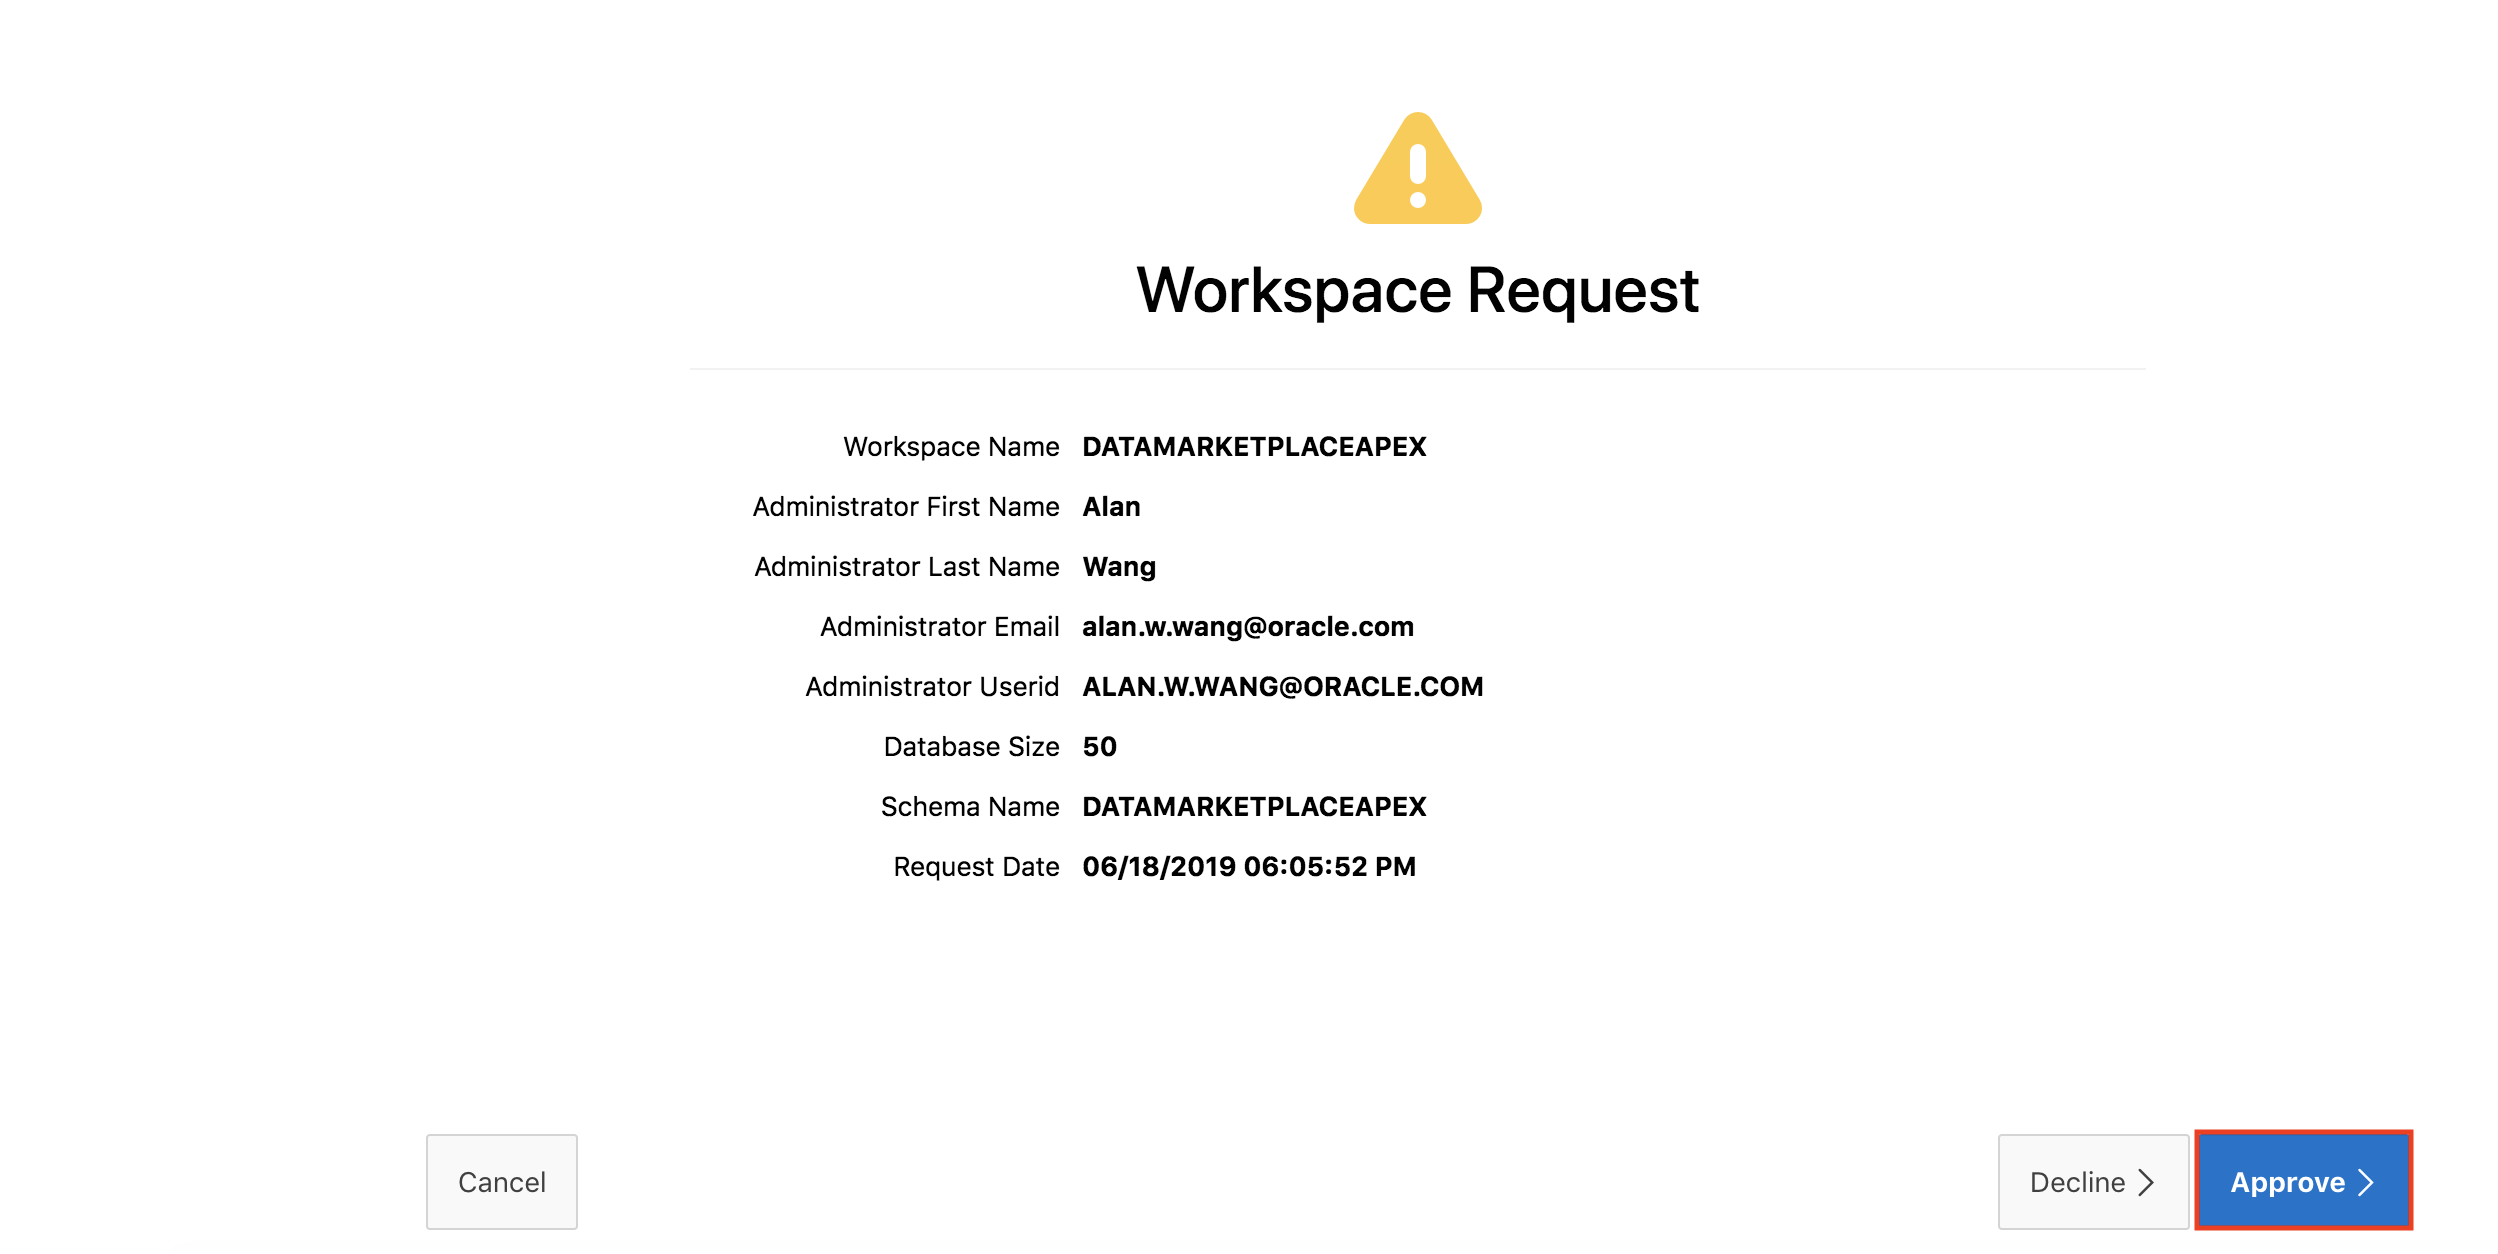 Workspace Request
Workspace Name DATAMARKETPLACEAPEX
Administrator First Name Alan
Administrator Last Name Wang
Administrator Email alan.w.wang@oracle.com
Administrator Userid ALAN.W.WANG@ORACLE.COM
Database Size 50
Schema Name DATAMARKETPLACEAPEX
Request Date 06/18/2019 06:05:52 PM
Cancel Decline Approve